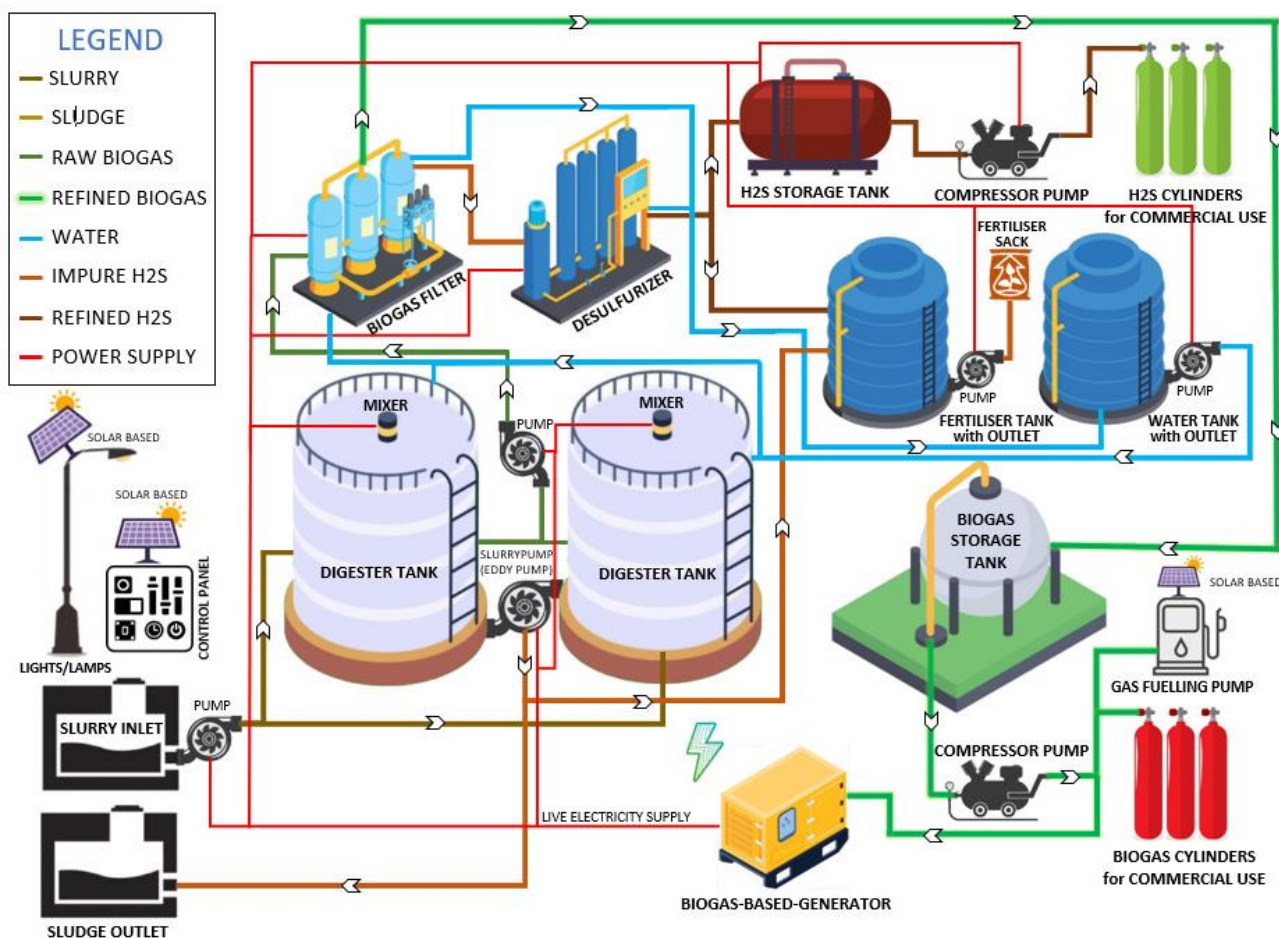 LEGEND
SLURRY
SLUDGE
RAW BIOGAS
REFINED BIOGAS
WATER
IMPURE H2S
REFINED H2S
POWER SUPPLY
H2S STORAGE TANK
COMPRESSOR PUMP
H2S CYLINDERS
for COMMERCIAL USE
FERTILISER
SACK
BIOGAS FILTER
DESULFURIZER
PUMP
PUMP
FERTILISER TANK
with OUTLET
WATER TANK
with OUTLET
SOLAR BASED
LIGHTS/LAMPS
SOLAR BASED
CONTROL PANEL
MIXER
DIGESTER TANK
PUMP
SLURRYPUMP
(EDDY PUMP)
MIXER
DIGESTER TANK
BIOGAS
STORAGE
TANK
SOLAR BASED
GAS FUELLING PUMP
SLURRY INLET
PUMP
COMPRESSOR PUMP
LIVE ELECTRICITY SUPPLY
BIOGAS-BASED-GENERATOR
BIOGAS CYLINDERS
for COMMERCIAL USE
SLUDGE OUTLET